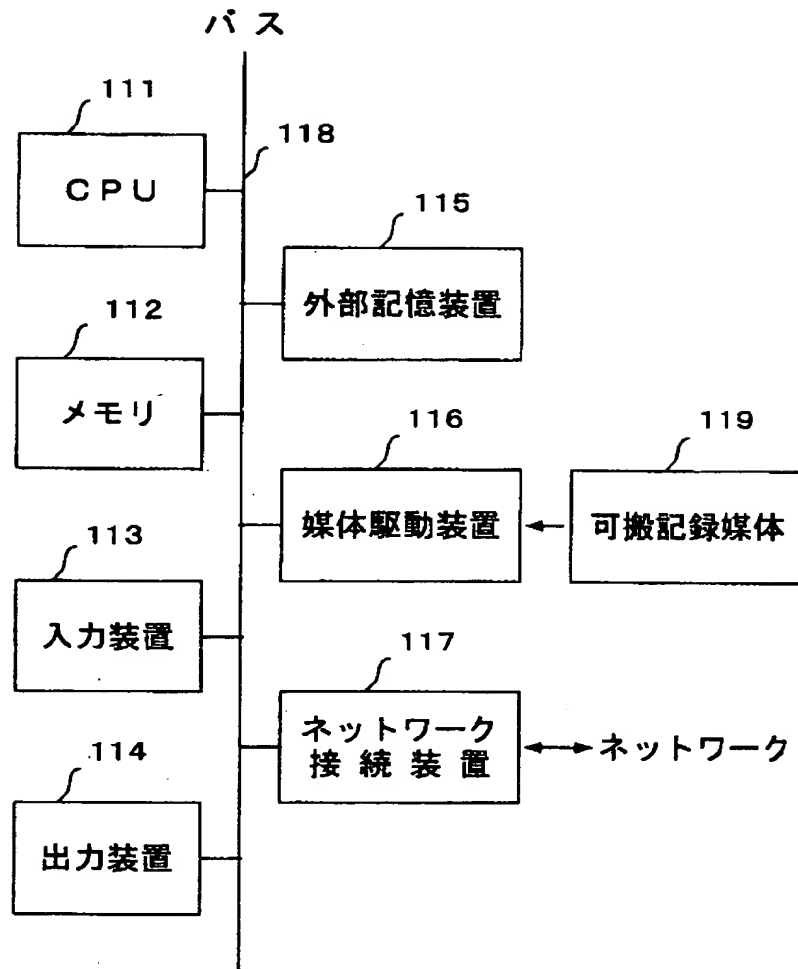 バス
111
118
CPU
115
外部記憶装置
112
メモリ
116
119
媒体駆動装置
可搬記録媒体
113
入力装置
117
ネットワーク
接続装置
ネットワーク
114
出力装置